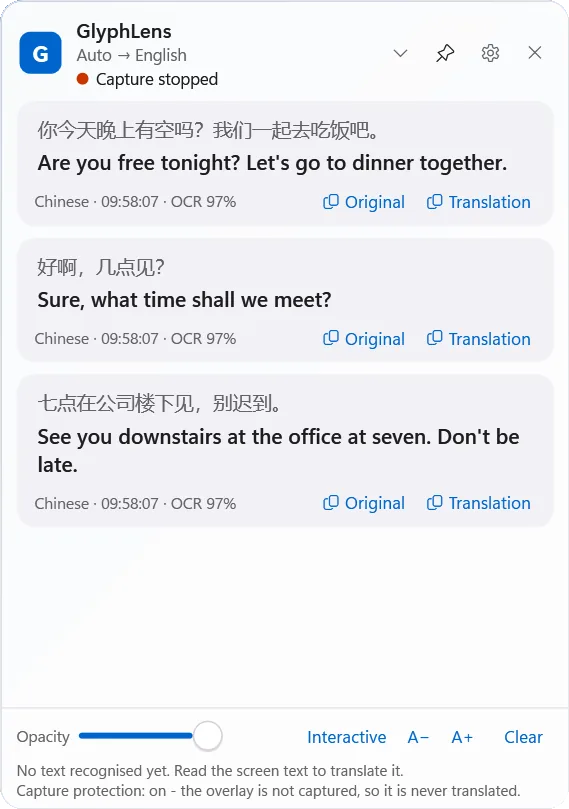 G
GlyphLens
Auto → English
Capture stopped
你今天晚上有空吗？我们一起去吃饭吧。
Are you free tonight? Let's go to dinner together.
Chinese · 09:58:07 · OCR 97%
Original
Translation
好啊，几点见？
Sure, what time shall we meet?
Chinese · 09:58:07 · OCR 97%
Original
Translation
七点在公司楼下见，别迟到。
See you downstairs at the office at seven. Don't be
late.
Chinese · 09:58:07 · OCR 97%
Original
Translation
Opacity
Interactive
A−
A+
Clear
No text recognised yet. Read the screen text to translate it.
Capture protection: on - the overlay is not captured, so it is never translated.